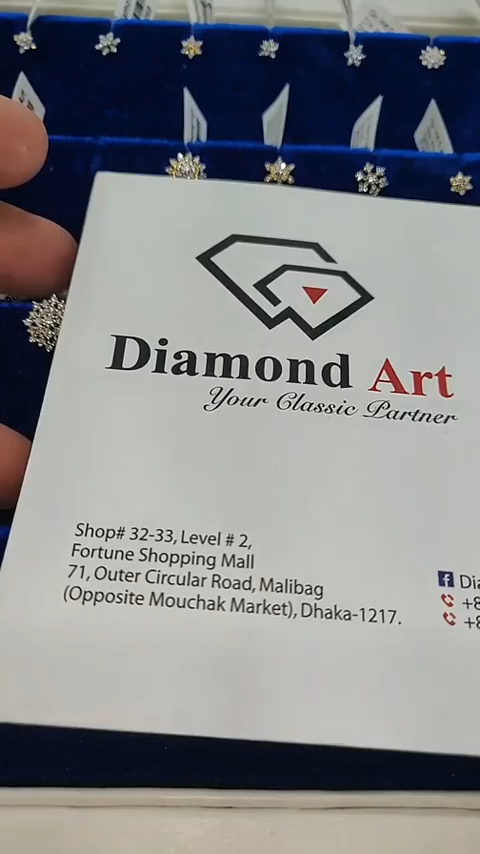 Diamond Art
Your Classic Partner
Shop# 32-33, Level # 2,
Fortune Shopping Mall
71, Outer Circular Road, Malibag
(Opposite Mouchak Market), Dhaka-1217.